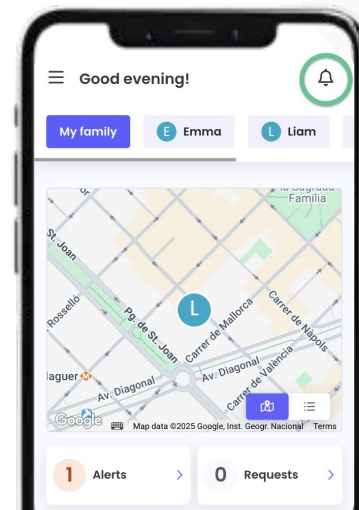 Good evening!
My family
E Emma
L Liam
la Sagrada
Família
St. Joan
Rosselló
Pg. de St. Joan
L
Carrer de Mallorca
Carrer de Nàpols
laguer
M
Av. Diagonal
Av. Diagonal
Carrer de València
Google
Map data ©2025 Google, Inst. Geogr. Nacional Terms
1 Alerts
0 Requests